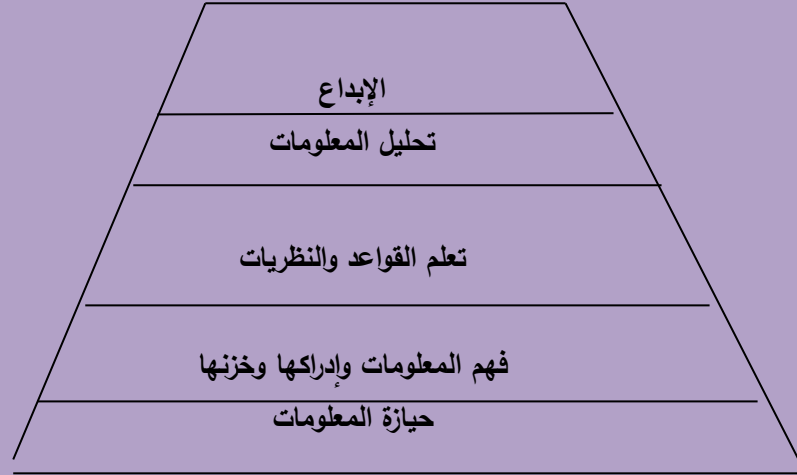 الإبداع
تحليل المعلومات
تعلم القواعد والنظريات
فهم المعلومات وإدراكها وخزنها
حيازة المعلومات